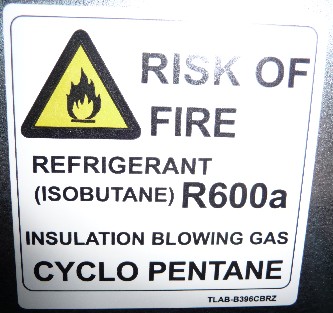 RISK OF
FIRE
REFRIGERANT
(ISOBUTANE) R600a
INSULATION BLOWING GAS
CYCLO PENTANE
TLAB-B396CBRZ